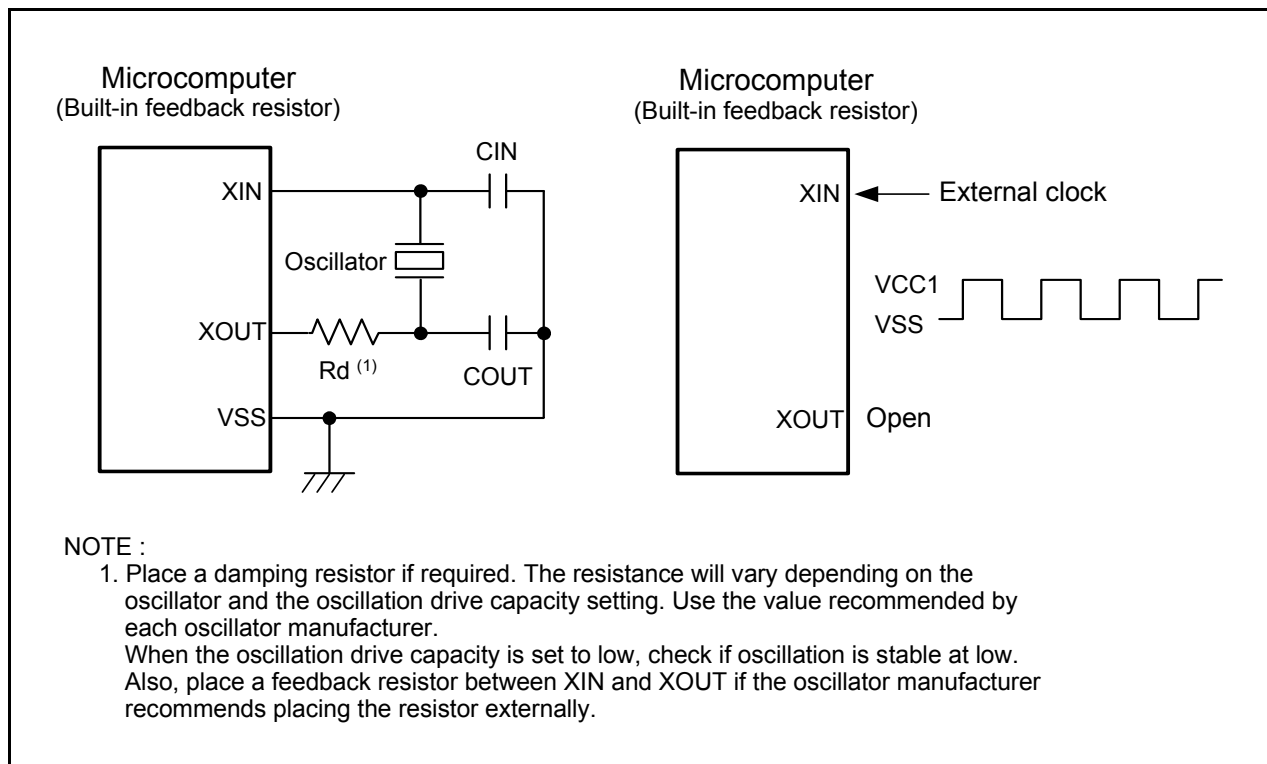 Microcomputer
(Built-in feedback resistor)
XIN
CIN
Oscillator
XOUT
Rd (1)
COUT
VSS
Microcomputer
(Built-in feedback resistor)
XIN
External clock
VCC1
VSS
XOUT
Open
NOTE :
1. Place a damping resistor if required. The resistance will vary depending on the
oscillator and the oscillation drive capacity setting. Use the value recommended by
each oscillator manufacturer.
When the oscillation drive capacity is set to low, check if oscillation is stable at low.
Also, place a feedback resistor between XIN and XOUT if the oscillator manufacturer
recommends placing the resistor externally.